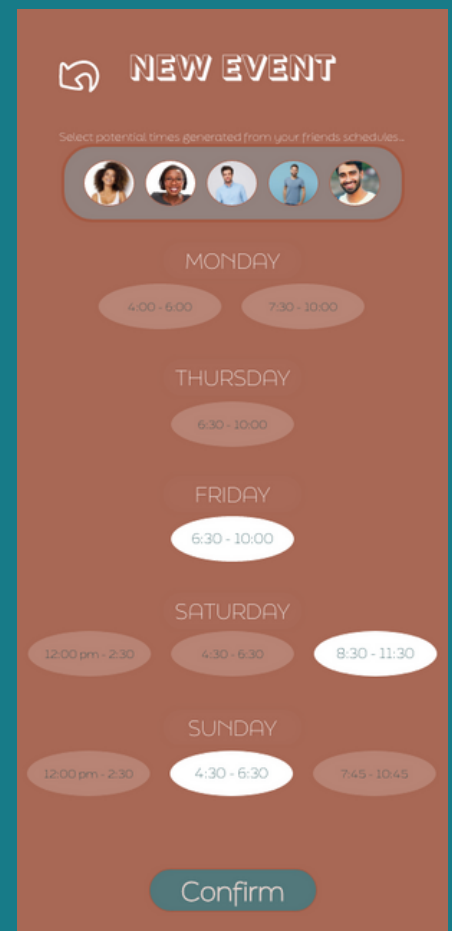 NEW EVENT
Select potential times generated from your friends schedules...
MONDAY
4:00 - 6:00 7:30 - 10:00
THURSDAY
6:30 - 10:00
FRIDAY
6:30 - 10:00
SATURDAY
12:00 pm - 2:30 4:30 - 6:30 8:30 - 11:30
SUNDAY
12:00 pm - 2:30 4:30 - 6:30 7:45 - 10:45
Confirm